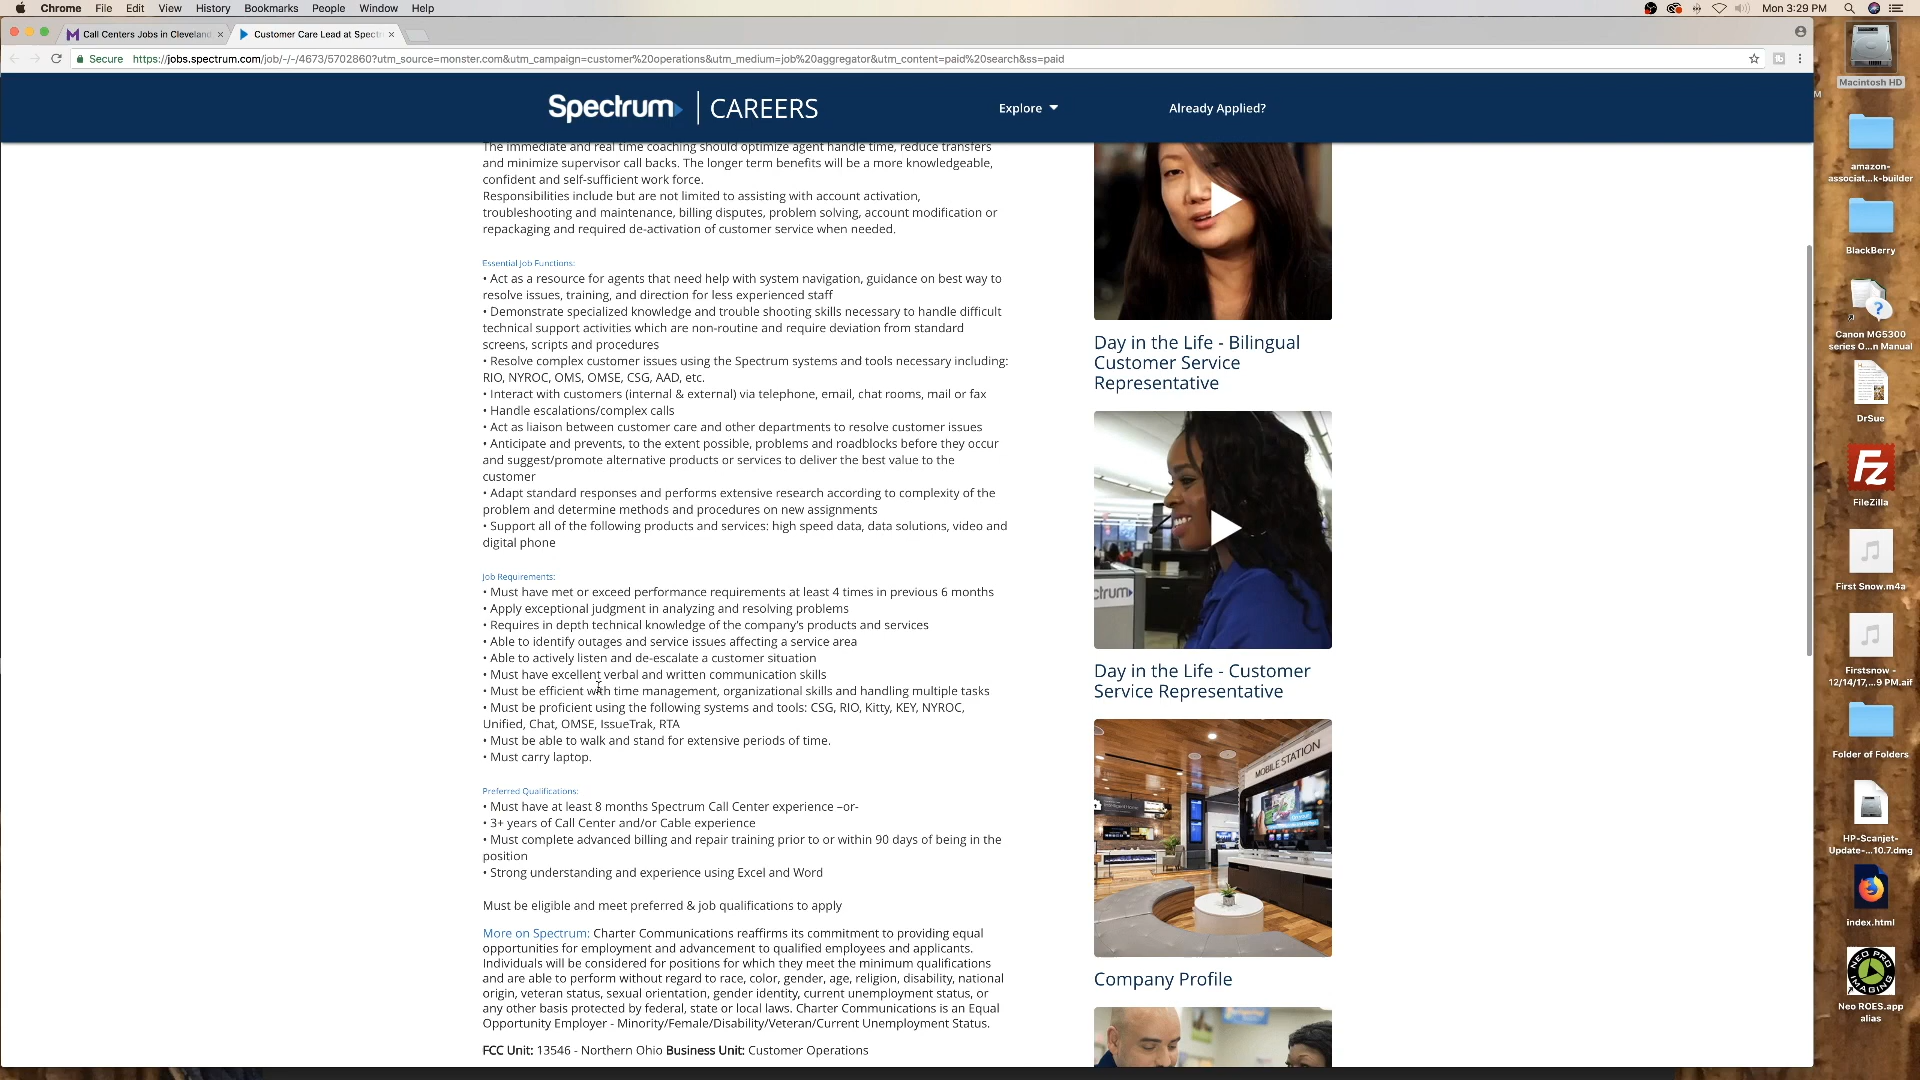 Chrome File Edit View History Bookmarks People Window Help
Mon 3:29 PM
Call Centers Jobs in Cleveland
Customer Care Lead at Spectr
Secure https://jobs.spectrum.com/job/-/-/4673/5702860?utm_source=monster.com&utm_campaign=customer%20operations&utm_medium=job%20aggregator&utm_content=paid%20search&ss=paid
Spectrum CAREERS
Explore
Already Applied?
The immediate and real time coaching should optimize agent handle time, reduce transfers
and minimize supervisor call backs. The longer term benefits will be a more knowledgeable,
confident and self-sufficient work force.
Responsibilities include but are not limited to assisting with account activation,
troubleshooting and maintenance, billing disputes, problem solving, account modification or
repackaging and required de-activation of customer service when needed.
Essential Job Functions:
• Act as a resource for agents that need help with system navigation, guidance on best way to
resolve issues, training, and direction for less experienced staff
• Demonstrate specialized knowledge and trouble shooting skills necessary to handle difficult
technical support activities which are non-routine and require deviation from standard
screens, scripts and procedures
• Resolve complex customer issues using the Spectrum systems and tools necessary including:
RIO, NYROC, OMS, OMSE, CSG, AAD, etc.
• Interact with customers (internal & external) via telephone, email, chat rooms, mail or fax
• Handle escalations/complex calls
• Act as liaison between customer care and other departments to resolve customer issues
• Anticipate and prevents, to the extent possible, problems and roadblocks before they occur
and suggest/promote alternative products or services to deliver the best value to the
customer
• Adapt standard responses and performs extensive research according to complexity of the
problem and determine methods and procedures on new assignments
• Support all of the following products and services: high speed data, data solutions, video and
digital phone
Job Requirements:
• Must have met or exceed performance requirements at least 4 times in previous 6 months
• Apply exceptional judgment in analyzing and resolving problems
• Requires in depth technical knowledge of the company's products and services
• Able to identify outages and service issues affecting a service area
• Able to actively listen and de-escalate a customer situation
• Must have excellent verbal and written communication skills
• Must be efficient with time management, organizational skills and handling multiple tasks
• Must be proficient using the following systems and tools: CSG, RIO, Kitty, KEY, NYROC,
Unified, Chat, OMSE, IssueTrak, RTA
• Must be able to walk and stand for extensive periods of time.
• Must carry laptop.
Preferred Qualifications:
• Must have at least 8 months Spectrum Call Center experience –or-
• 3+ years of Call Center and/or Cable experience
• Must complete advanced billing and repair training prior to or within 90 days of being in the
position
• Strong understanding and experience using Excel and Word
Must be eligible and meet preferred & job qualifications to apply
More on Spectrum: Charter Communications reaffirms its commitment to providing equal
opportunities for employment and advancement to qualified employees and applicants.
Individuals will be considered for positions for which they meet the minimum qualifications
and are able to perform without regard to race, color, gender, age, religion, disability, national
origin, veteran status, sexual orientation, gender identity, current unemployment status, or
any other basis protected by federal, state or local laws. Charter Communications is an Equal
Opportunity Employer - Minority/Female/Disability/Veteran/Current Unemployment Status.
FCC Unit: 13546 - Northern Ohio Business Unit: Customer Operations
Day in the Life - Bilingual
Customer Service
Representative
ctrum
Day in the Life - Customer
Service Representative
MOBILE STATION
Company Profile
Macintosh HD
M
amazon-
associat...k-builder
BlackBerry
Canon MG5300
series O...n Manual
DrSue
Fz
FileZilla
First Snow.m4a
Firstsnow -
12/14/17,...9 PM.aif
Folder of Folders
HP-Scanjet-
Update-...10.7.dmg
index.html
NEO PRO
IMAGING
Neo ROES.app
alias